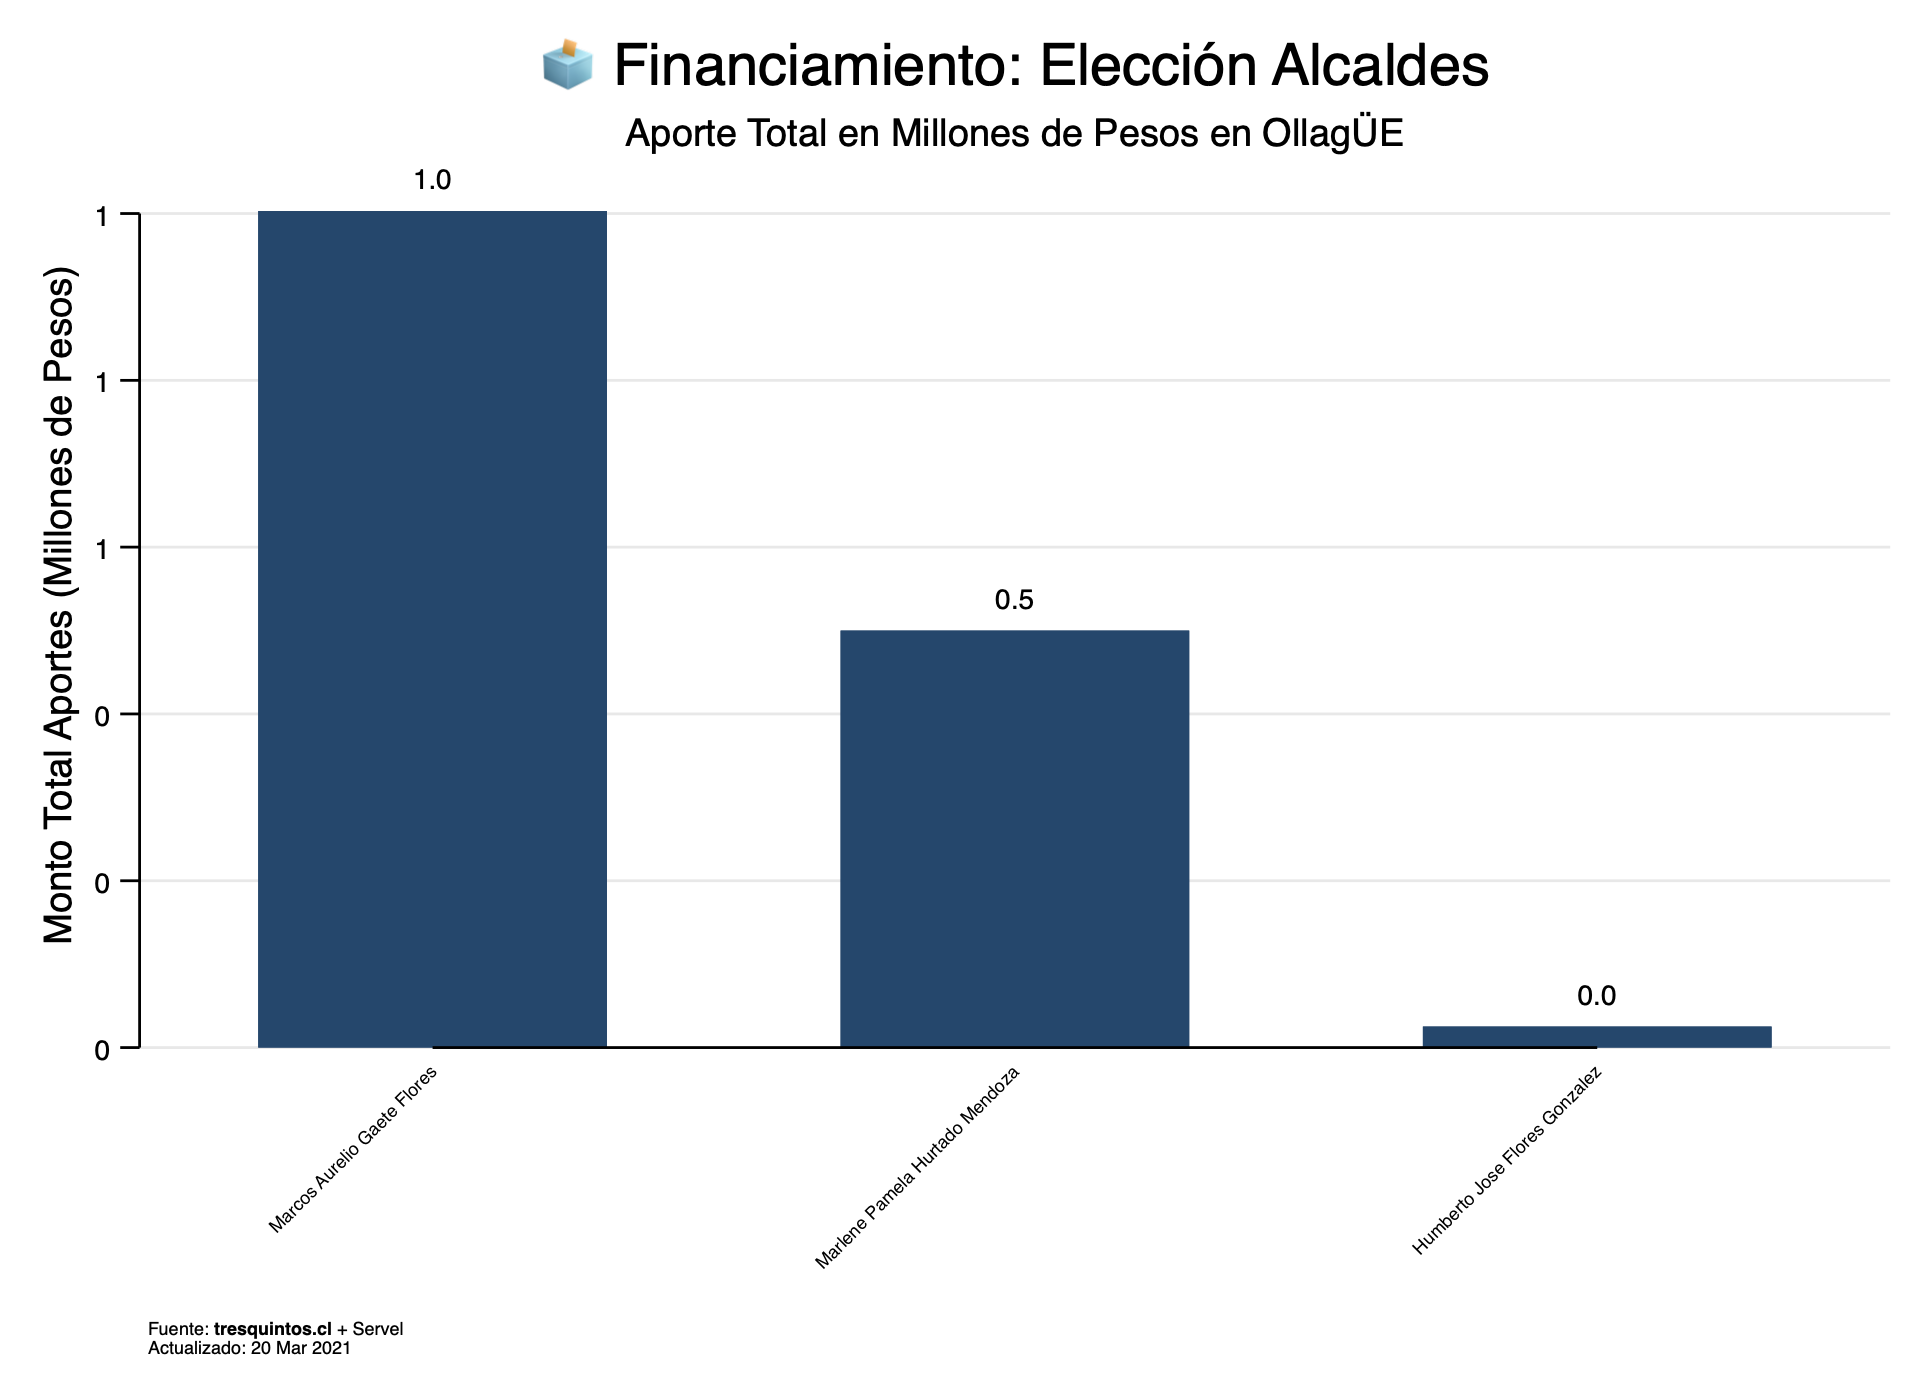 Financiamiento: Elección Alcaldes
Aporte Total en Millones de Pesos en OllagÜE
Monto Total Aportes (Millones de Pesos)
1
1
1
0
0
0
1.0
0.5
0.0
Marcos Aurelio Gaete Flores
Marlene Pamela Hurtado Mendoza
Humberto Jose Flores Gonzalez
Fuente: tresquintos.cl + Servel
Actualizado: 20 Mar 2021